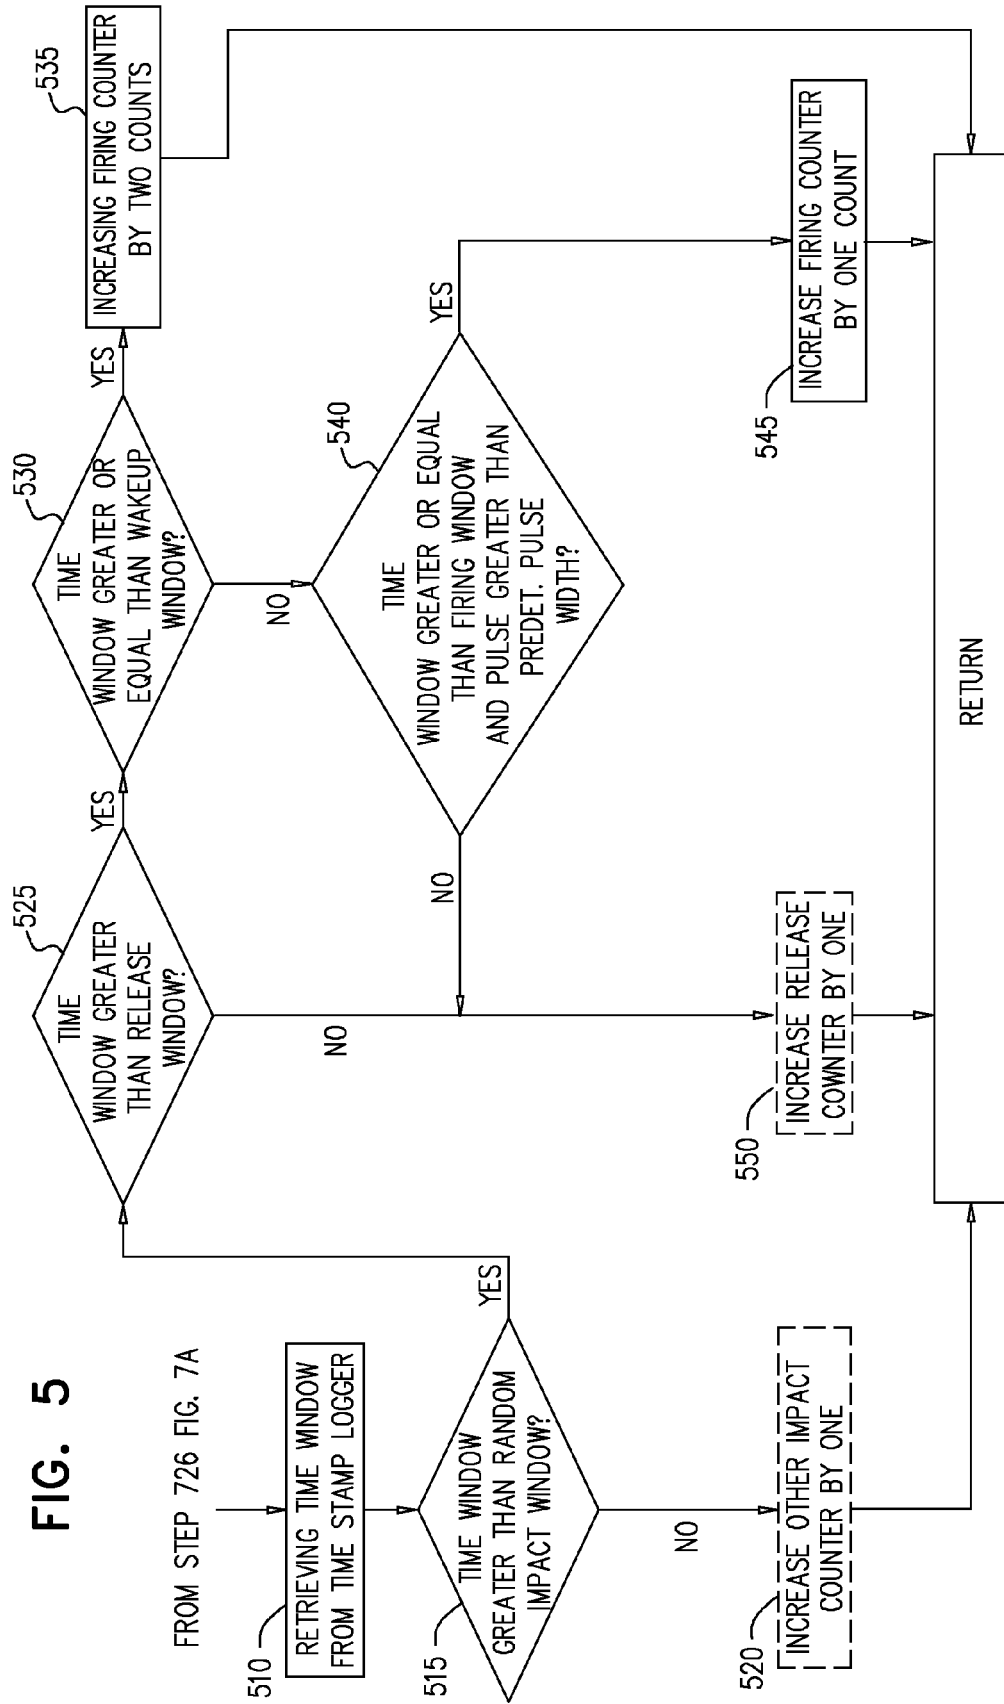 FIG. 5
FROM STEP 726 FIG. 7A
510
RETRIEVING TIME WINDOW
FROM TIME STAMP LOGGER
515
TIME WINDOW
GREATER THAN RANDOM
IMPACT WINDOW?
YES
NO
520
INCREASE OTHER IMPACT
COUNTER BY ONE
525
TIME
WINDOW GREATER
THAN RELEASE
WINDOW?
YES
NO
530
TIME
WINDOW GREATER OR
EQUAL THAN WAKEUP
WINDOW?
YES
NO
535
INCREASING FIRING COUNTER
BY TWO COUNTS
540
TIME
WINDOW GREATER OR EQUAL
THAN FIRING WINDOW
AND PULSE GREATER THAN
PREDET. PULSE
WIDTH?
YES
NO
545
INCREASE FIRING COUNTER
BY ONE COUNT
550
INCREASE RELEASE
COWNTER BY ONE
RETURN